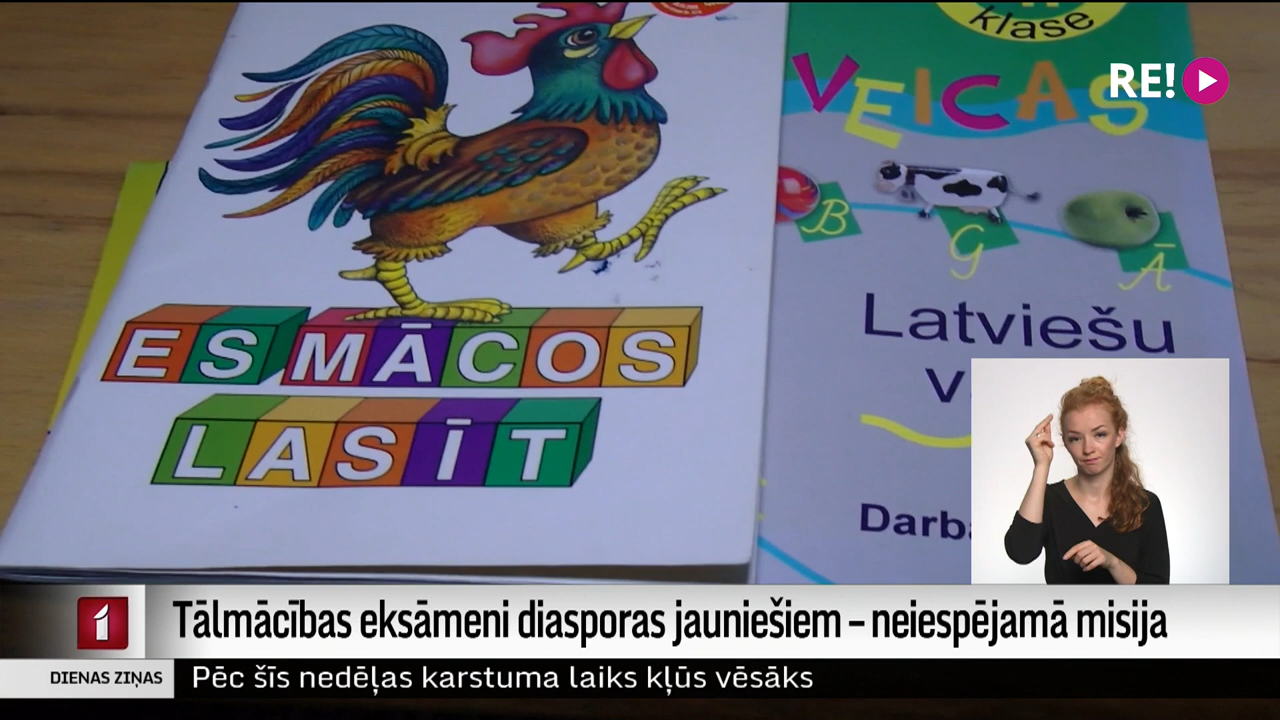 klase
RE!
VEICAS
B
G
Ā
ES MĀCOS
LASĪT
Latviešu
1
Tālmācības eksāmeni diasporas jauniešiem – neiespējamā misija
DIENAS ZIŅAS
Pēc šīs nedēļas karstuma laiks kļūs vēsāks